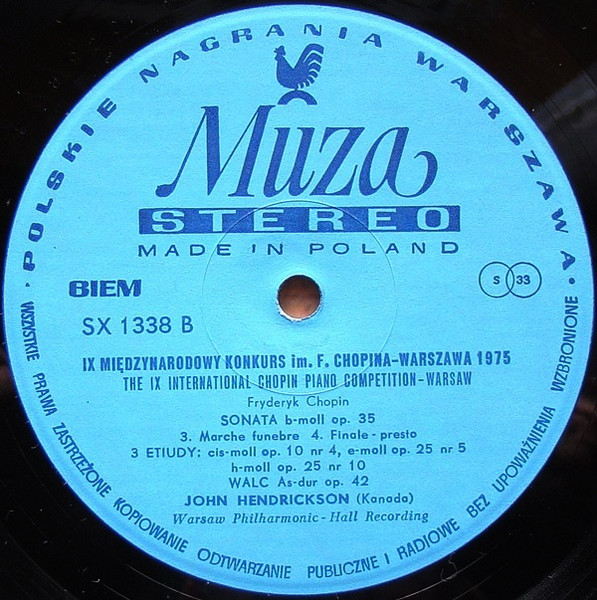 POLSKIE NAGRANIA WARSZAWA
Muza
STEREO
MADE IN POLAND
BIEM
S 33
SX 1338 B
IX MIĘDZYNARODOWY KONKURS im. F. CHOPINA-WARSZAWA 1975
THE IX INTERNATIONAL CHOPIN PIANO COMPETITION-WARSAW
Fryderyk Chopin
SONATA b-moll op. 35
3. Marche funebre 4. Finale - presto
3 ETIUDY: cis-moll op. 10 nr 4, e-moll op. 25 nr 5
h-moll op. 25 nr 10
WALC As-dur op. 42
JOHN HENDRICKSON (Kanada)
Warsaw Philharmonic - Hall Recording
WSZYSTKIE PRAWA ZASTRZEŻONE KOPIOWANIE ODTWARZANIE PUBLICZNE I RADIOWE BEZ UPOWAŻNIENIA WZBRONIONE